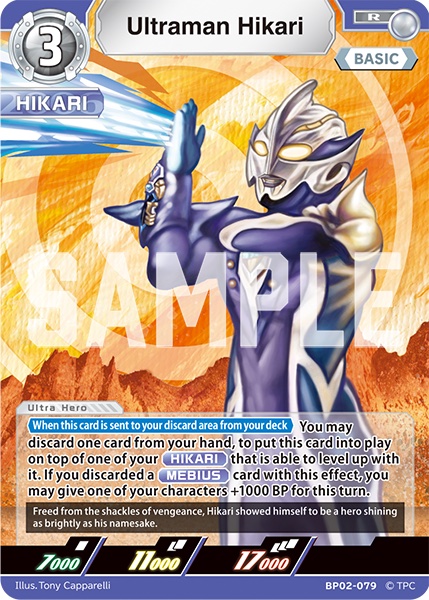 3
Ultraman Hikari
R
BASIC
HIKARI
SAMPLE
Ultra Hero
When this card is sent to your discard area from your deck You may
discard one card from your hand, to put this card into play
on top of one of your HIKARI that is able to level up with
it. If you discarded a MEBIUS card with this effect, you
may give one of your characters +1000 BP for this turn.
Freed from the shackles of vengeance, Hikari showed himself to be a hero shining
as brightly as his namesake.
7000 11000 17000
Illus. Tony Capparelli BP02-079 © TPC